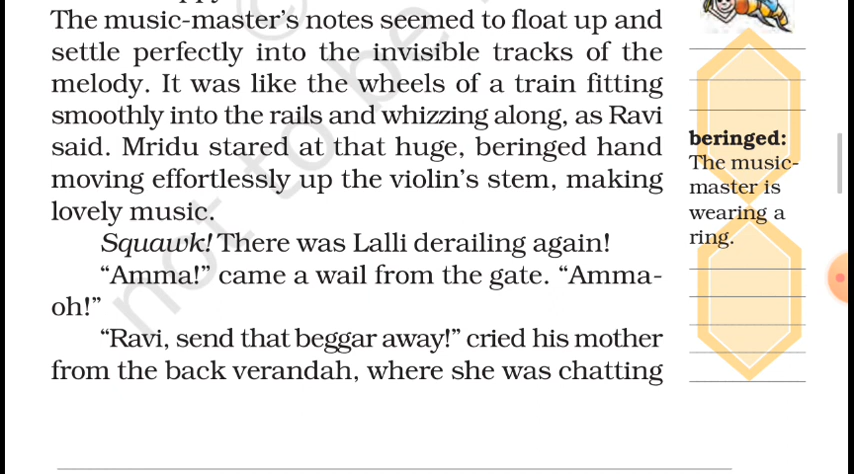 The music-master's notes seemed to float up and
settle perfectly into the invisible tracks of the
melody. It was like the wheels of a train fitting
smoothly into the rails and whizzing along, as Ravi
said. Mridu stared at that huge, beringed hand
moving effortlessly up the violin's stem, making
lovely music.
Squawk! There was Lalli derailing again!
“Amma!” came a wail from the gate. “Amma-
oh!”
“Ravi, send that beggar away!” cried his mother
from the back verandah, where she was chatting
beringed:
The music-
master is
wearing a
ring.
not to be